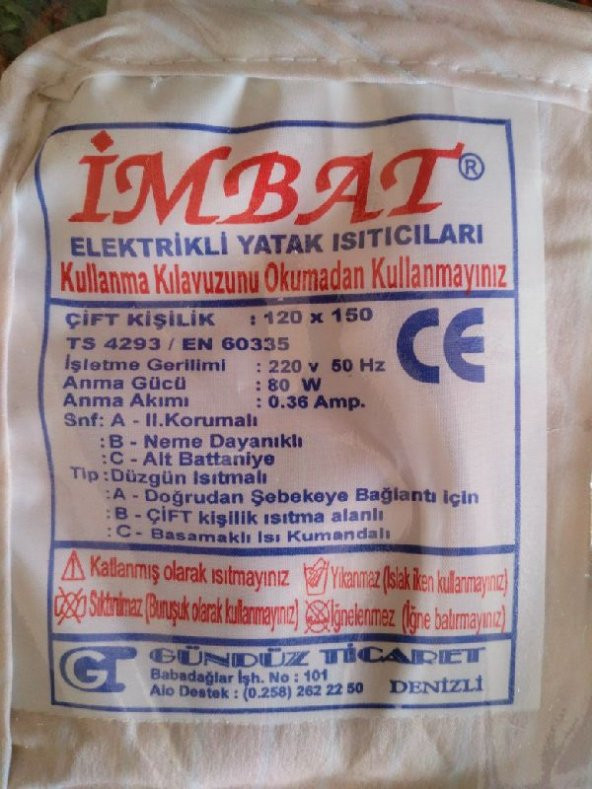 İMBAT®
ELEKTRİKLİ YATAK ISITICILARI
Kullanma Kılavuzunu Okumadan Kullanmayınız
ÇİFT KİŞİLİK : 120 x 150
TS 4293 / EN 60335
CE
İşletme Gerilimi : 220 v 50 Hz
Anma Gücü : 80 W
Anma Akımı : 0.36 Amp.
Snf: A - II.Korumalı
:B - Neme Dayanıklı
:C - Alt Battaniye
Tip :Düzgün Isıtmalı
:A - Doğrudan Şebekeye Bağlantı için
:B - ÇİFT kişilik ısıtma alanlı
:C- Basamaklı Isı Kumandalı
Katlanmış olarak ısıtmayınız Yıkanmaz (Islak iken kullanmayınız)
Sıktırılmaz (Buruşuk olarak kullanmayınız) İğnelenmez (İğne batırmayınız)
GT GÜNDÜZ TİCARET
Babadağlar İşh. No : 101
Alo Destek : (0.258) 262 22 50 DENİZLİ